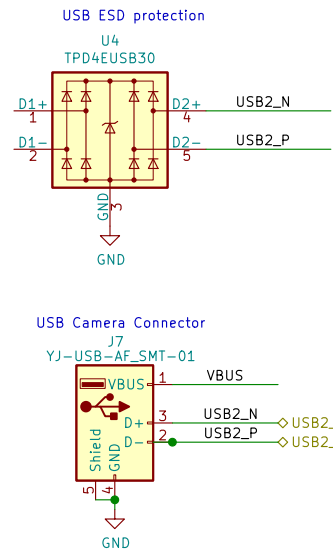 USB ESD protection
U4
TPD4EUSB30
D1+ D2+ USB2_N
1 4
D1- D2- USB2_P
2 5
GND 3
GND
USB Camera Connector
J7
YJ-USB-AF_SMT-01
VBUS 1 VBUS
D+ 3 USB2_N USB2_
D- 2 USB2_P USB2_
Shield GND
5 4
GND